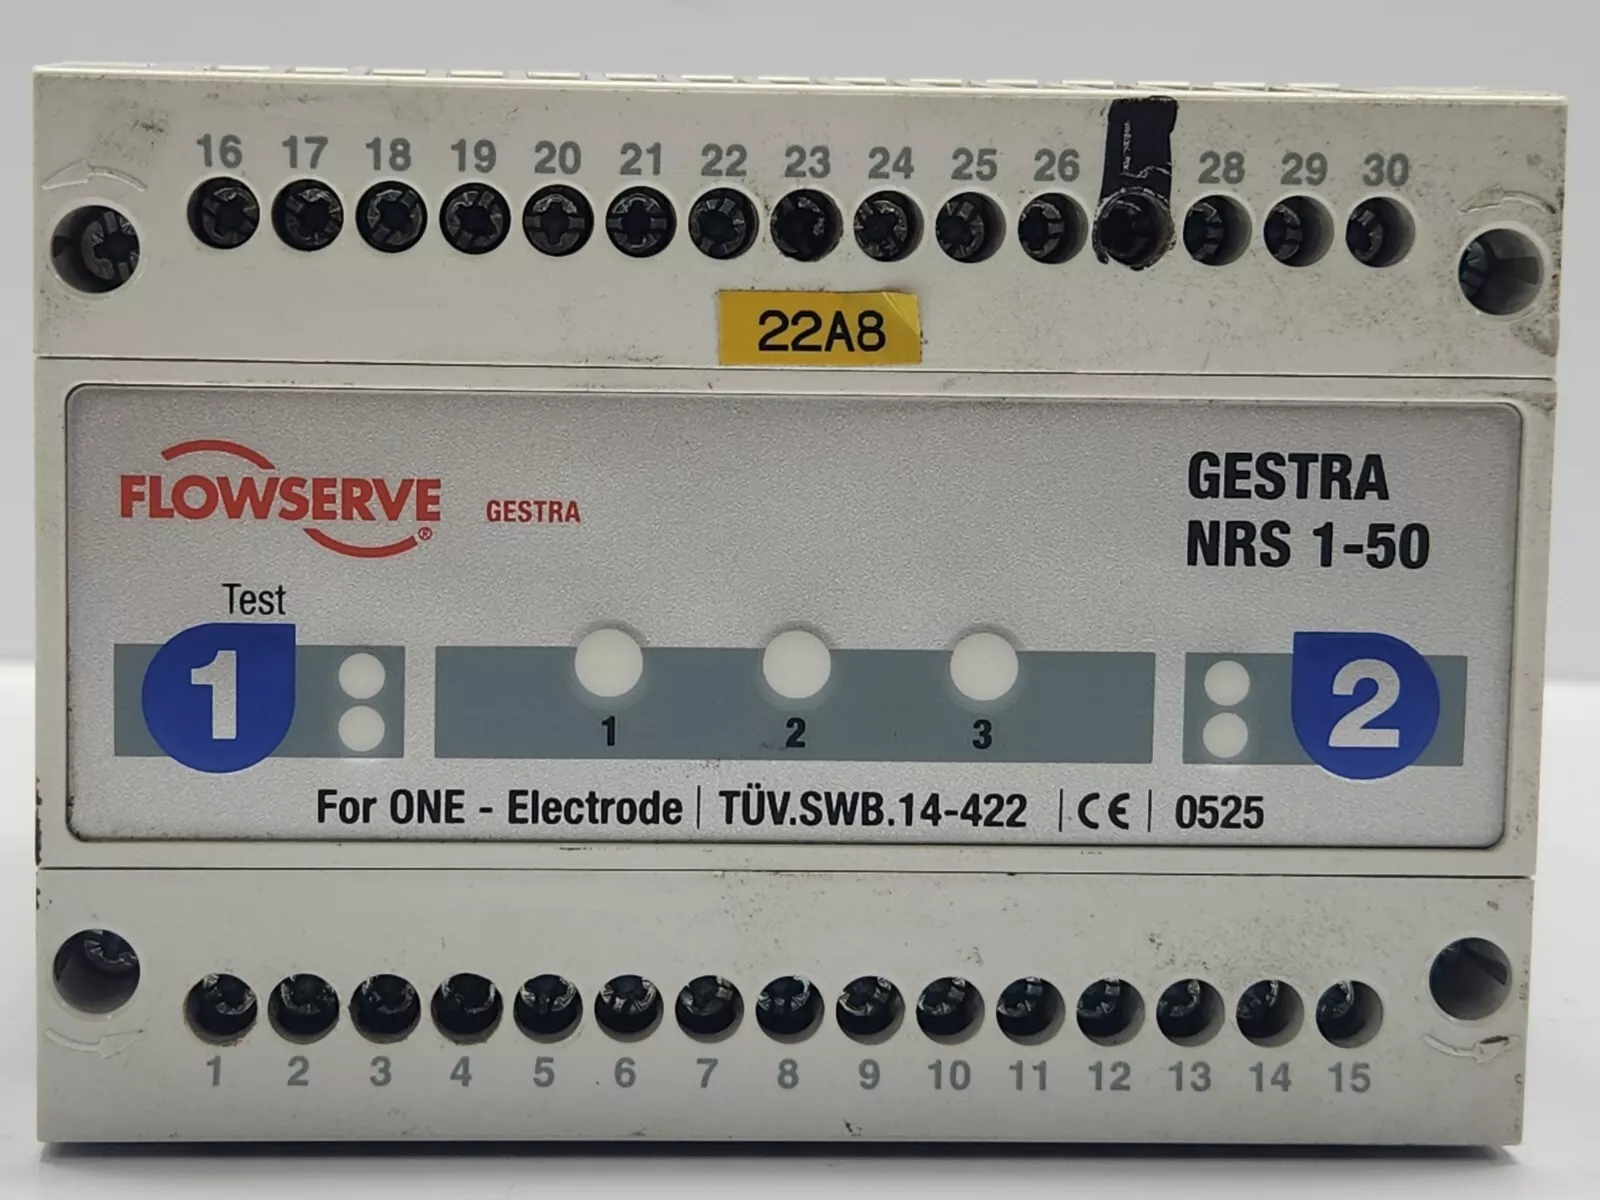 16 17 18 19 20 21 22 23 24 25 26 28 29 30
22A8
FLOWSERVE® GESTRA
GESTRA
NRS 1-50
Test
1 1 2 3 2
For ONE - Electrode | TÜV.SWB.14-422 | CE | 0525
1 2 3 4 5 6 7 8 9 10 11 12 13 14 15